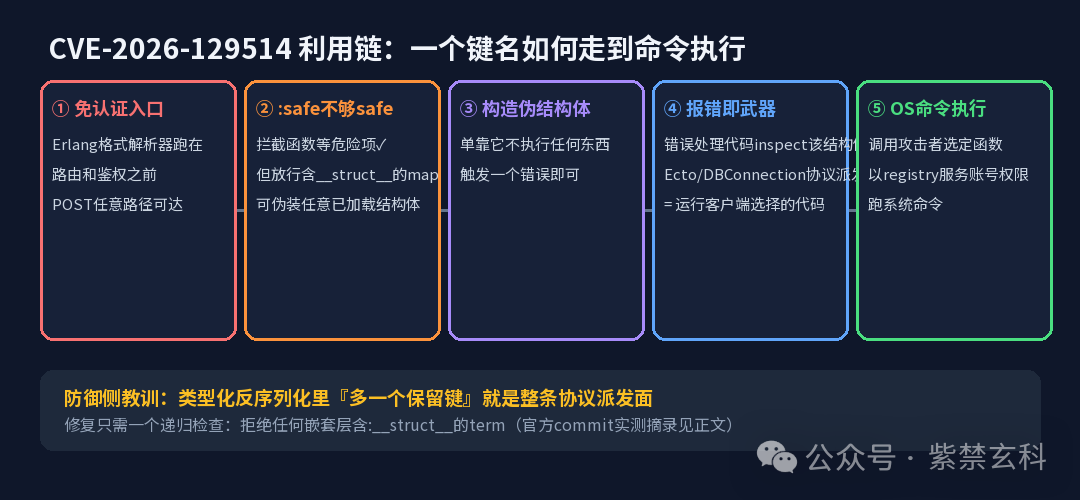 CVE-2026-129514 利用链：一个键名如何走到命令执行
① 免认证入口
Erlang格式解析器跑在
路由和鉴权之前
POST任意路径可达
② :safe不够safe
拦截函数等危险项✓
但放行含__struct__的map
可伪装任意已加载结构体
③ 构造伪结构体
单靠它不执行任何东西
触发一个错误即可
④ 报错即武器
错误处理代码inspect该结构
Ecto/DBConnection协议派
= 运行客户端选择的代码
⑤ OS命令执行
调用攻击者选定函数
以registry服务账号权限
跑系统命令
防御侧教训：类型化反序列化里『多一个保留键』就是整条协议派发面
修复只需一个递归检查：拒绝任何嵌套层含:__struct__的term（官方commit实测摘录见正文）
公众号 · 紫禁玄科